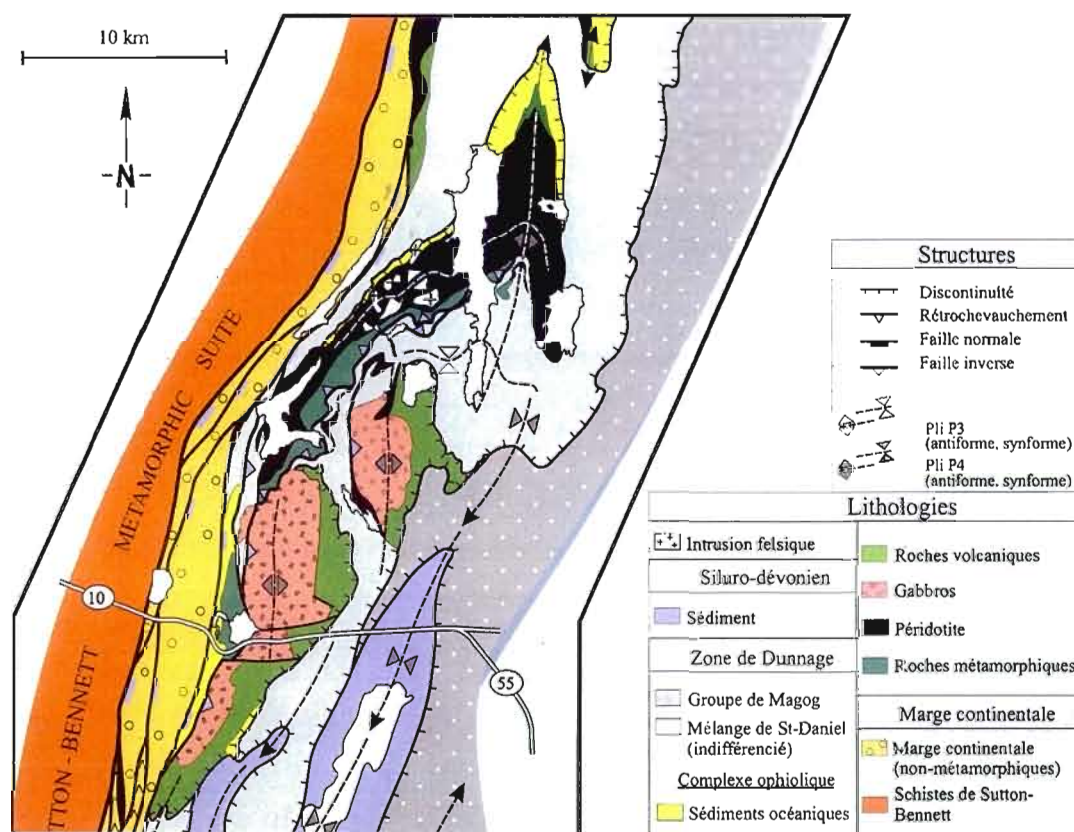 10 km
N
METAMORPHIC SUITE
TTON - BENNETT
10
55
Structures
Discontinuité
Rétrochevauchement
Faille normale
Faille inverse
Pli P3
(antiforme, synforme)
Pli P4
(antiforme, synforme)
Lithologies
Intrusion felsique
Siluro-dévonien
Sédiment
Zone de Dunnage
Groupe de Magog
Mélange de St-Daniel
(indifférencié)
Complexe ophiolique
Sédiments océaniques
Roches volcaniques
Gabbros
Péridotite
Roches métamorphiques
Marge continentale
Marge continentale
(non-métamorphiques)
Schistes de Sutton-
Bennett